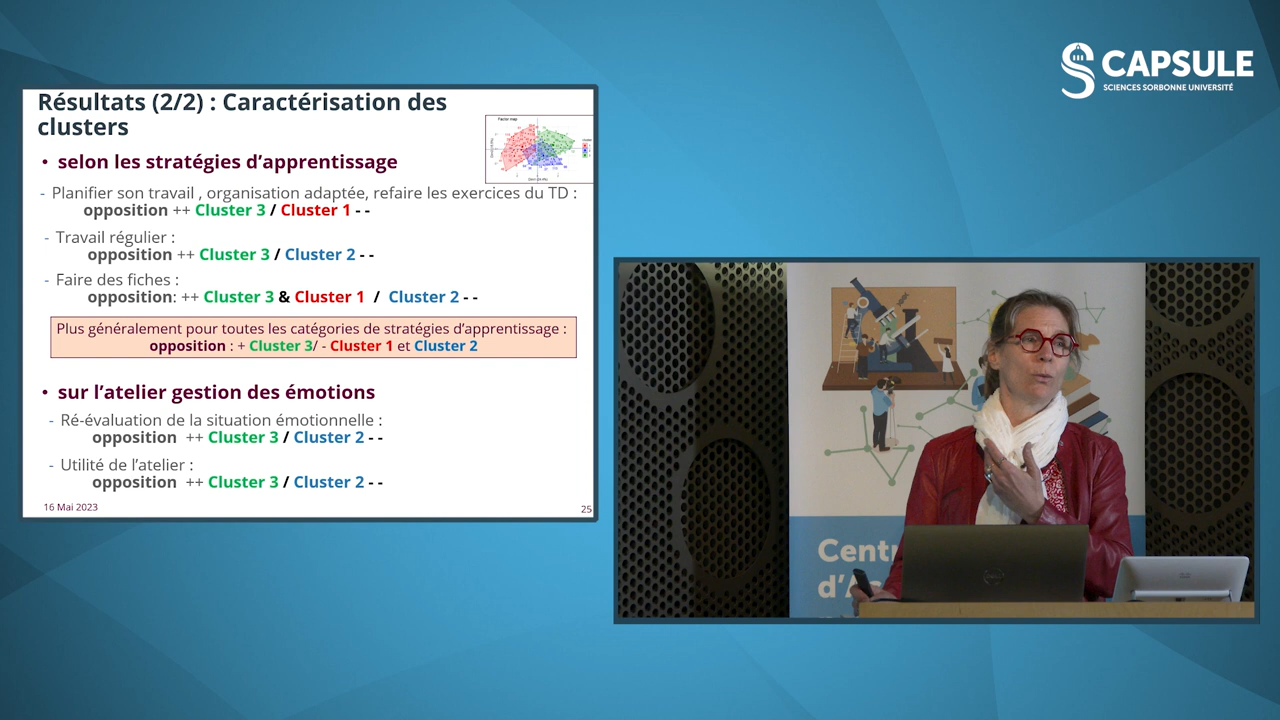 CAPSULE
SCIENCES SORBONNE UNIVERSITÉ
Résultats (2/2) : Caractérisation des
clusters
Factor map
• selon les stratégies d’apprentissage
- Planifier son travail , organisation adaptée, refaire les exercices du TD :
opposition ++ Cluster 3 / Cluster 1 - -
- Travail régulier :
opposition ++ Cluster 3 / Cluster 2 - -
- Faire des fiches :
opposition: ++ Cluster 3 & Cluster 1 / Cluster 2 - -
Plus généralement pour toutes les catégories de stratégies d’apprentissage :
opposition : + Cluster 3/ - Cluster 1 et Cluster 2
• sur l’atelier gestion des émotions
- Ré-évaluation de la situation émotionnelle :
opposition ++ Cluster 3 / Cluster 2 - -
- Utilité de l’atelier :
opposition ++ Cluster 3 / Cluster 2 - -
16 Mai 2023
25
Centr
d’Ac
DELL